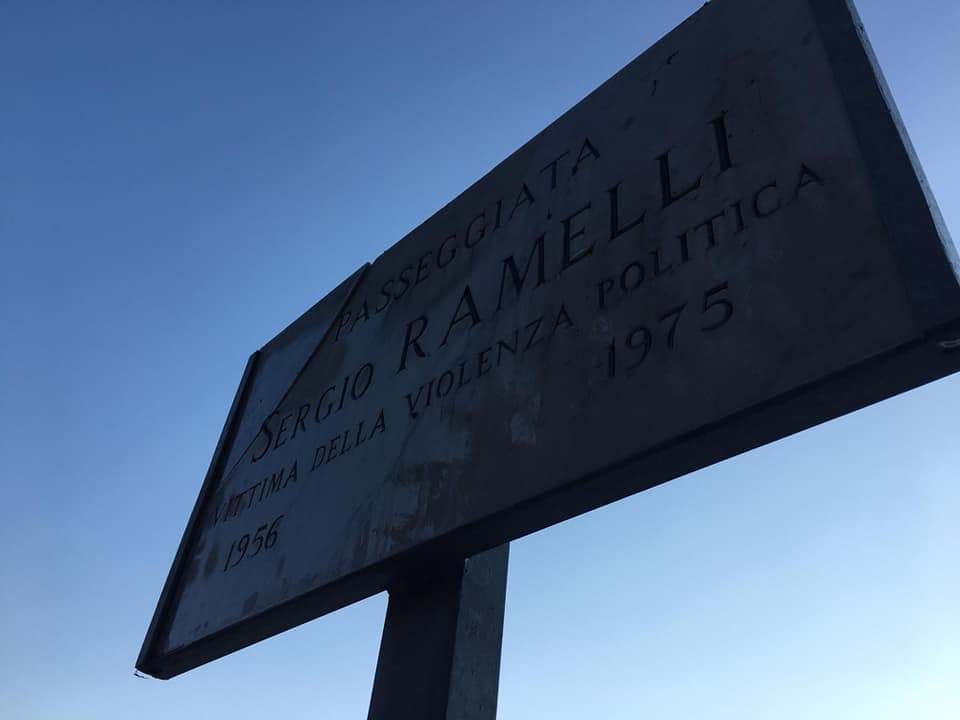 PASSEGGIATA
SERGIO RAMELLI
VITTIMA DELLA VIOLENZA POLITICA
1956 1975